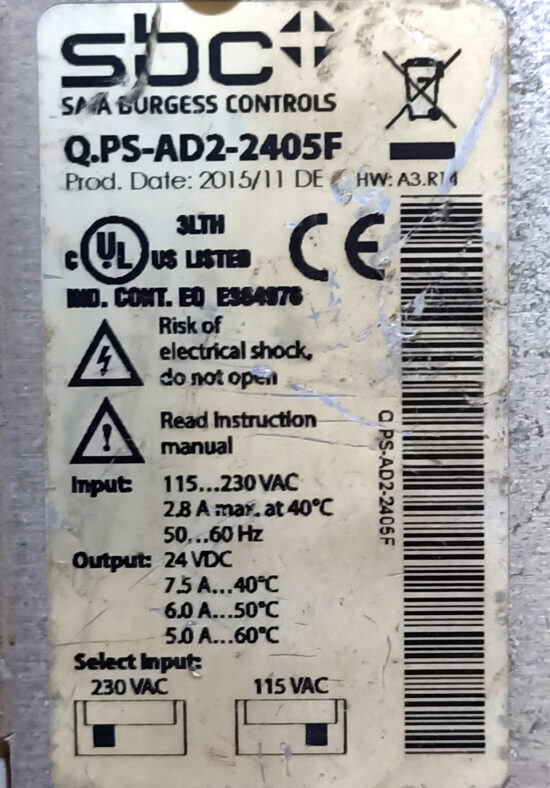 sbc+
SAIA BURGESS CONTROLS
Q.PS-AD2-2405F
Prod. Date: 2015/11 DE HW: A3.R14
3LTH
c UL US LISTED
IND. CONT. EQ E364976
CE
Risk of
electrical shock,
do not open
Read Instruction
manual
Input: 115...230 VAC
2.8 A max. at 40°C
50...60 Hz
Output: 24 VDC
7.5 A...40°C
6.0 A...50°C
5.0 A...60°C
Select Input:
230 VAC 115 VAC
Q.PS-AD2-2405F